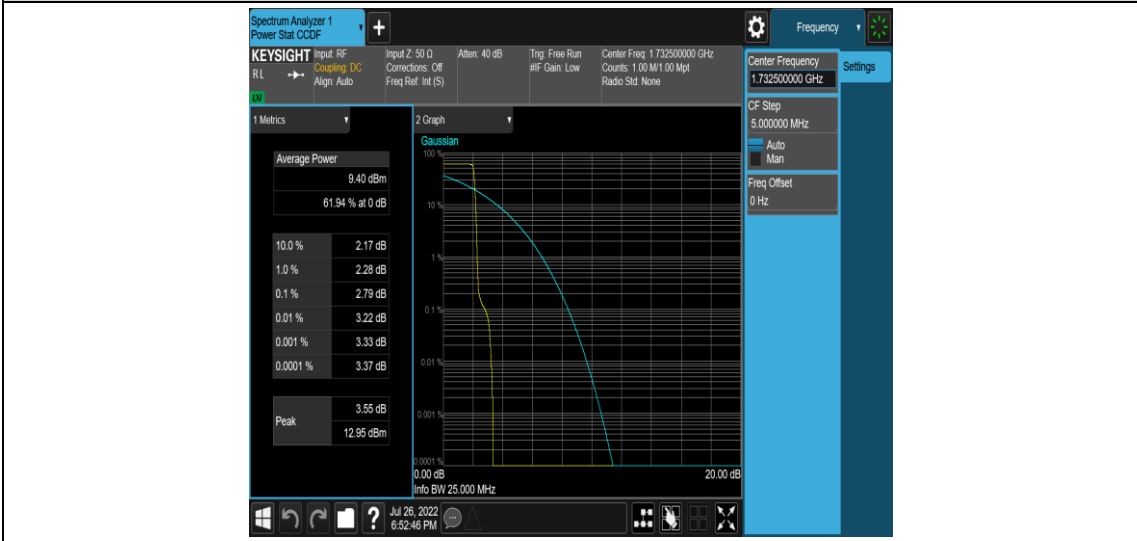 Spectrum Analyzer 1
Power Stat CCDF
+
Frequency
KEYSIGHT
RL
Input: RF
Coupling: DC
Align: Auto
Input Z: 50 Ω
Corrections: Off
Freq Ref: Int (S)
Atten: 40 dB
Trig: Free Run
#IF Gain: Low
Center Freq: 1.732500000 GHz
Counts: 1.00 M/1.00 Mpt
Radio Std: None
Center Frequency
1.732500000 GHz
Settings
CF Step
5.000000 MHz
Auto
Man
Freq Offset
0 Hz
1 Metrics
Average Power
9.40 dBm
61.94 % at 0 dB
10.0 % 2.17 dB
1.0 % 2.28 dB
0.1 % 2.79 dB
0.01 % 3.22 dB
0.001 % 3.33 dB
0.0001 % 3.37 dB
Peak
3.55 dB
12.95 dBm
2 Graph
Gaussian
100 %
10 %
1 %
0.1 %
0.01 %
0.001 %
0.0001 %
0.00 dB 20.00 dB
Info BW 25.000 MHz
?
Jul 26, 2022
6:52:46 PM